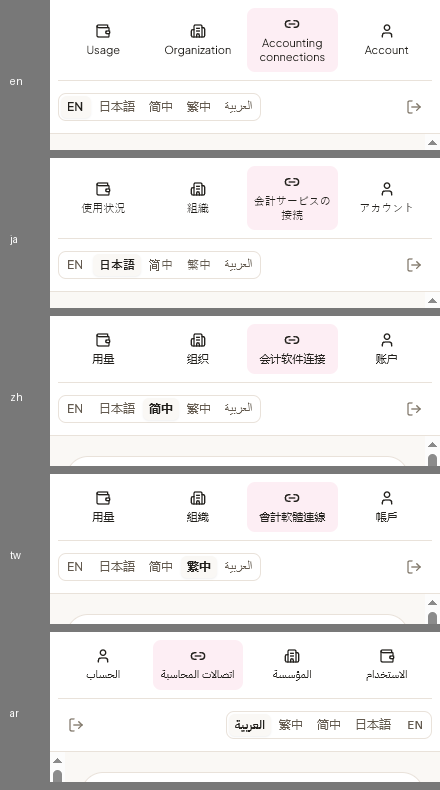 en
Usage
Organization
Accounting
connections
Account
EN 日本語 简中 繁中 العربية
ja
使用状況
組織
会計サービスの
接続
アカウント
EN 日本語 简中 繁中 العربية
zh
用量
组织
会计软件连接
账户
EN 日本語 简中 繁中 العربية
tw
用量
組織
會計軟體連線
帳戶
EN 日本語 简中 繁中 العربية
ar
الاستخدام
المؤسسة
اتصالات المحاسبة
الحساب
EN 日本語 简中 繁中 العربية